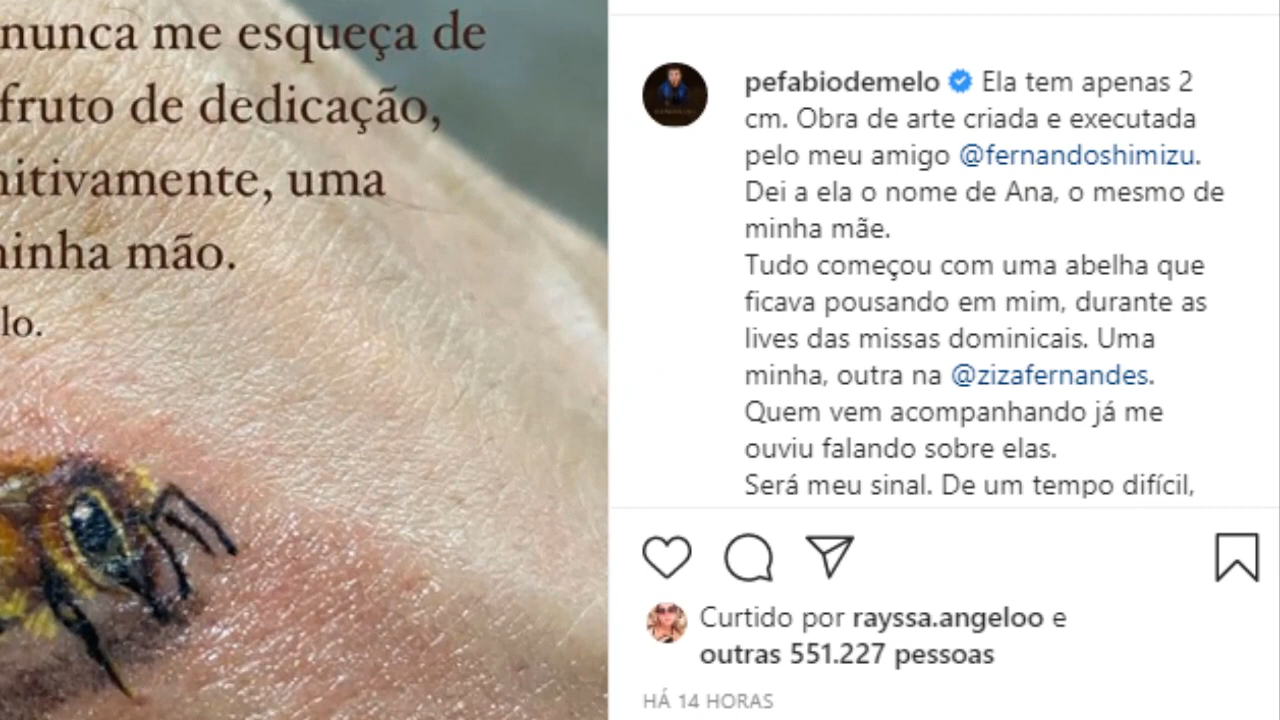 nunca me esqueça de
fruto de dedicação,
nitivamente, uma
minha mão.
lo.
pefabiodemelo Ela tem apenas 2
cm. Obra de arte criada e executada
pelo meu amigo @fernandoshimizu.
Dei a ela o nome de Ana, o mesmo de
minha mãe.
Tudo começou com uma abelha que
ficava pousando em mim, durante as
lives das missas dominicais. Uma
minha, outra na @zizafernandes.
Quem vem acompanhando já me
ouviu falando sobre elas.
Será meu sinal. De um tempo difícil,
Curtido por rayssa.angeloo e
outras 551.227 pessoas
HÁ 14 HORAS